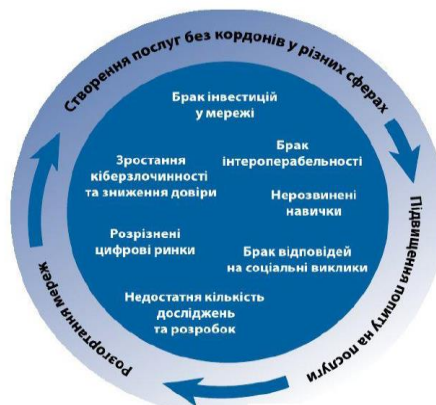 Створення послуг без кордонів у різних сферах
Брак інвестицій
у мережі
Брак
інтероперабельності
Зростання
кіберзлочинності
та зниження довіри
Нерозвинені
навички
Розрізнені
цифрові ринки
Брак відповідей
на соціальні виклики
Недостатня кількість
досліджень
та розробок
Підвищення попиту на послуги
Розгортання мереж